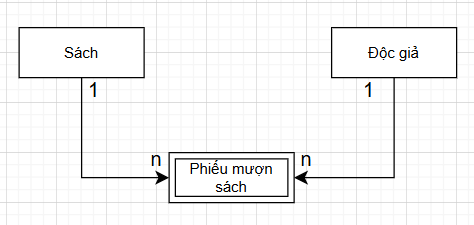 Sách
Độc giả
1
1
n
n
Phiếu mượn
sách